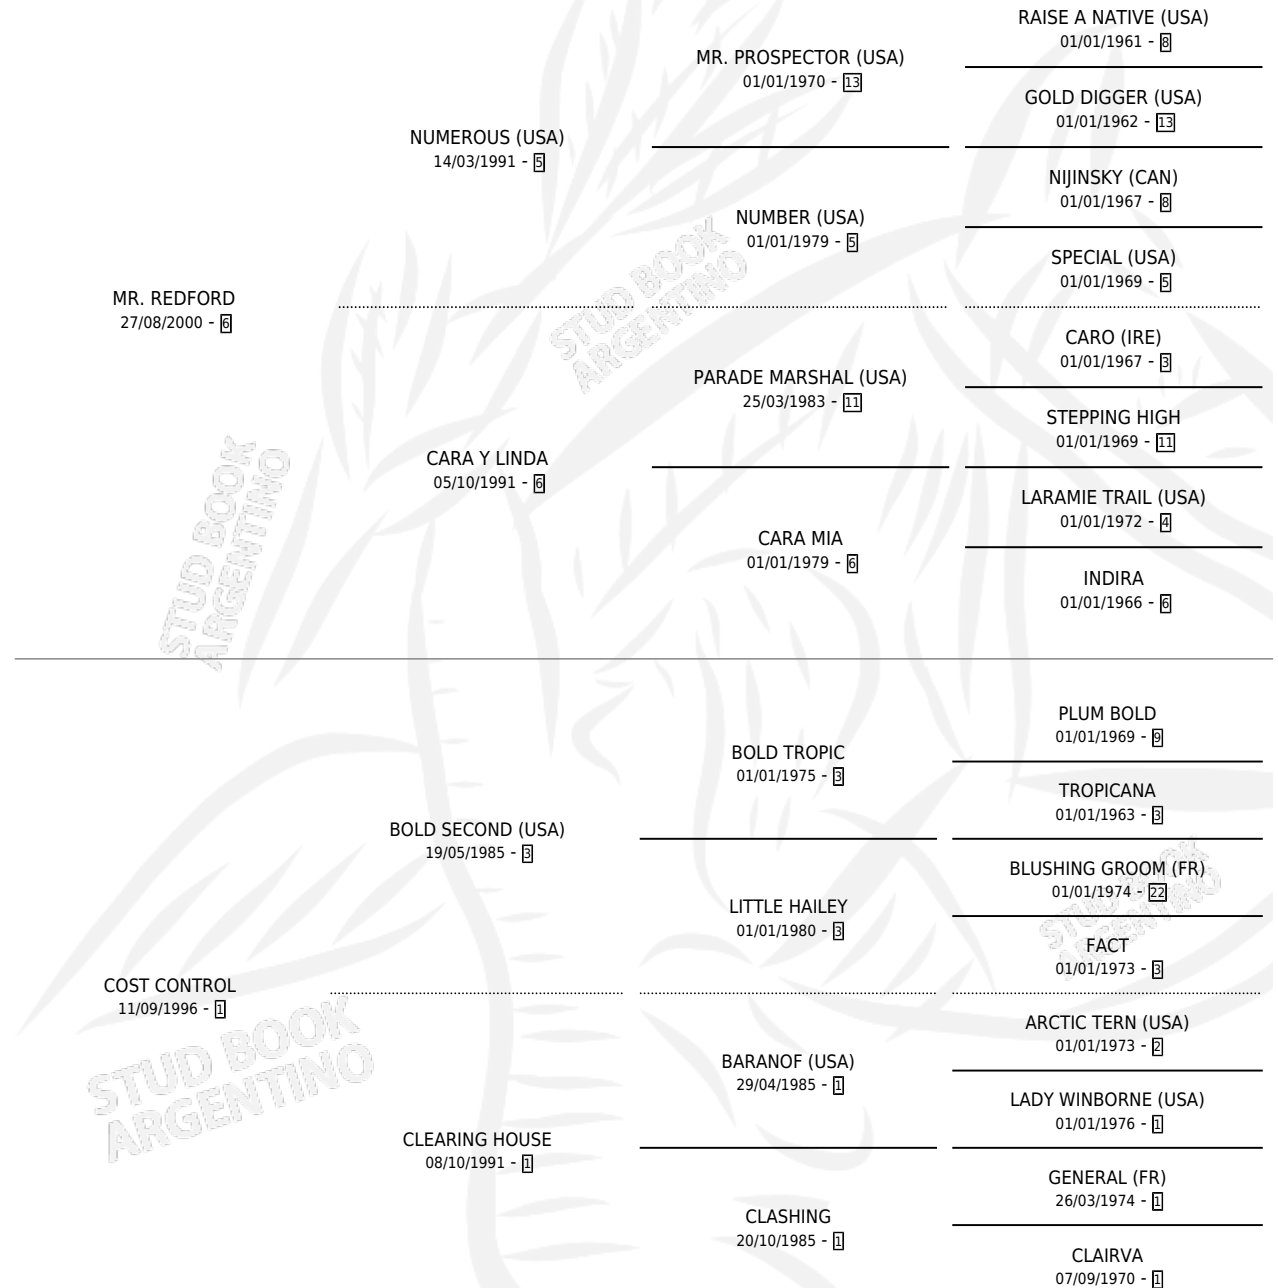 RAISE A NATIVE (USA)
01/01/1961 - 8
MR. PROSPECTOR (USA)
01/01/1970 - 13
GOLD DIGGER (USA)
01/01/1962 - 13
NUMEROUS (USA)
14/03/1991 - 5
NIJINSKY (CAN)
01/01/1967 - 8
NUMBER (USA)
01/01/1979 - 5
SPECIAL (USA)
01/01/1969 - 5
MR. REDFORD
27/08/2000 - 6
STUD BOOK
ARGENTINO
CARO (IRE)
01/01/1967 - 3
PARADE MARSHAL (USA)
25/03/1983 - 11
STEPPING HIGH
01/01/1969 - 11
CARA Y LINDA
05/10/1991 - 6
LARAMIE TRAIL (USA)
01/01/1972 - 4
CARA MIA
01/01/1979 - 6
INDIRA
01/01/1966 - 6
STUD BOOK
ARGENTINO
PLUM BOLD
01/01/1969 - 9
BOLD TROPIC
01/01/1975 - 3
TROPICANA
01/01/1963 - 3
BOLD SECOND (USA)
19/05/1985 - 3
BLUSHING GROOM (FR)
01/01/1974 - 22
LITTLE HAILEY
01/01/1980 - 3
STUD BOOK
ARGENTINO
FACT
01/01/1973 - 3
COST CONTROL
11/09/1996 - 1
STUD BOOK
ARGENTINO
ARCTIC TERN (USA)
01/01/1973 - 2
BARANOF (USA)
29/04/1985 - 1
LADY WINBORNE (USA)
01/01/1976 - 1
CLEARING HOUSE
08/10/1991 - 1
GENERAL (FR)
26/03/1974 - 1
CLASHING
20/10/1985 - 1
CLAIRVA
07/09/1970 - 1